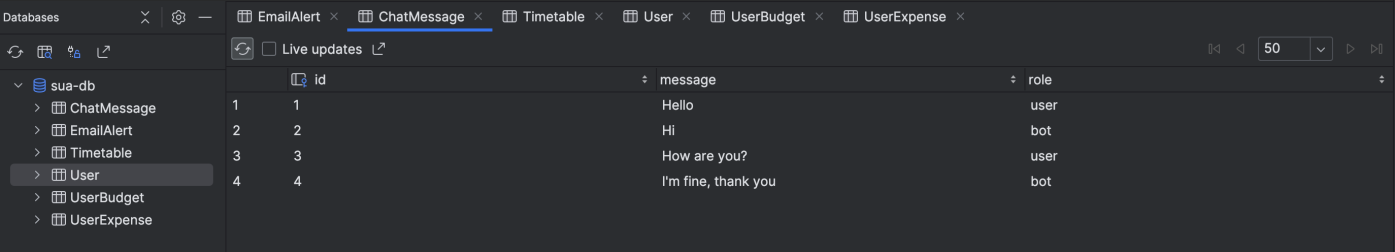 Databases
EmailAlert ChatMessage Timetable User UserBudget UserExpense
Live updates 50
sua-db
ChatMessage
EmailAlert
Timetable
User
UserBudget
UserExpense
id message role
1 1 Hello user
2 2 Hi bot
3 3 How are you? user
4 4 I'm fine, thank you bot